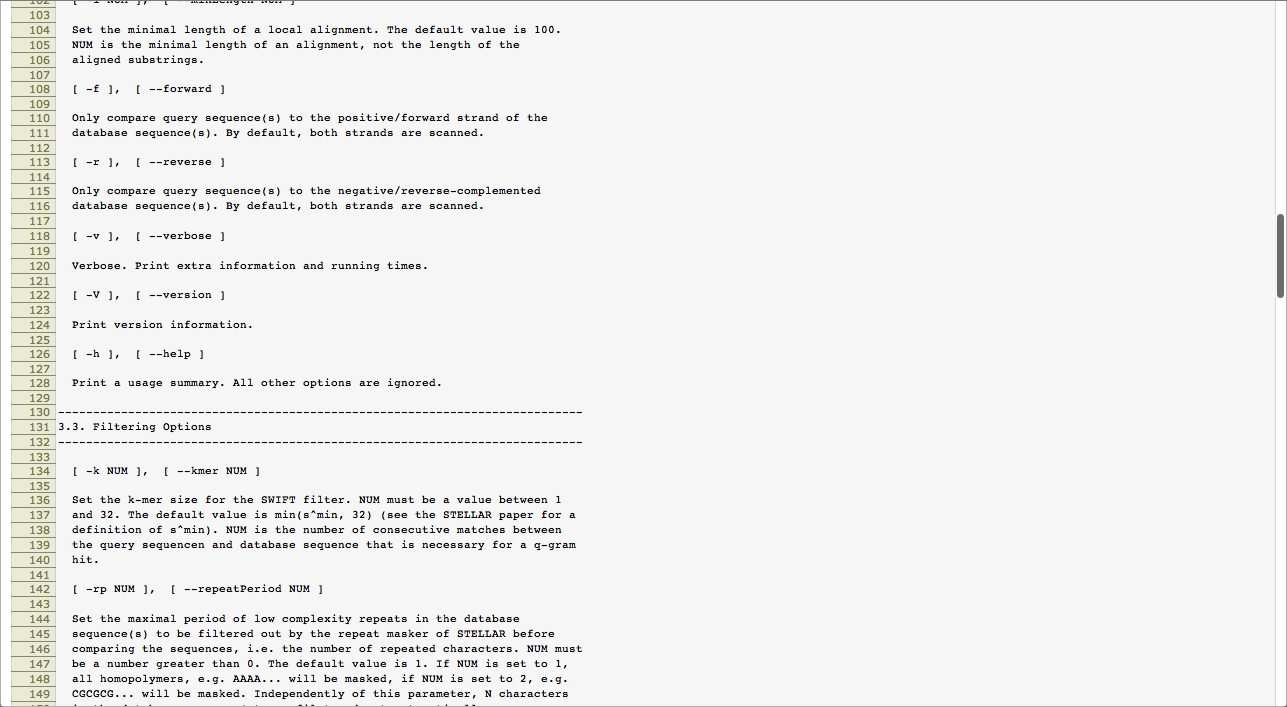 103
104 Set the minimal length of a local alignment. The default value is 100.
105 NUM is the minimal length of an alignment, not the length of the
106 aligned substrings.
107
108 [ -f ],  [ --forward ]
109
110 Only compare query sequence(s) to the positive/forward strand of the
111 database sequence(s). By default, both strands are scanned.
112
113 [ -r ],  [ --reverse ]
114
115 Only compare query sequence(s) to the negative/reverse-complemented
116 database sequence(s). By default, both strands are scanned.
117
118 [ -v ],  [ --verbose ]
119
120 Verbose. Print extra information and running times.
121
122 [ -V ],  [ --version ]
123
124 Print version information.
125
126 [ -h ],  [ --help ]
127
128 Print a usage summary. All other options are ignored.
129
130 ---------------------------------------------------------------------------
131 3.3. Filtering Options
132 ---------------------------------------------------------------------------
133
134 [ -k NUM ],  [ --kmer NUM ]
135
136 Set the k-mer size for the SWIFT filter. NUM must be a value between 1
137 and 32. The default value is min(s^min, 32) (see the STELLAR paper for a
138 definition of s^min). NUM is the number of consecutive matches between
139 the query sequencen and database sequence that is necessary for a q-gram
140 hit.
141
142 [ -rp NUM ],  [ --repeatPeriod NUM ]
143
144 Set the maximal period of low complexity repeats in the database
145 sequence(s) to be filtered out by the repeat masker of STELLAR before
146 comparing the sequences, i.e. the number of repeated characters. NUM must
147 be a number greater than 0. The default value is 1. If NUM is set to 1,
148 all homopolymers, e.g. AAAA... will be masked, if NUM is set to 2, e.g.
149 CGCGCG... will be masked. Independently of this parameter, N characters